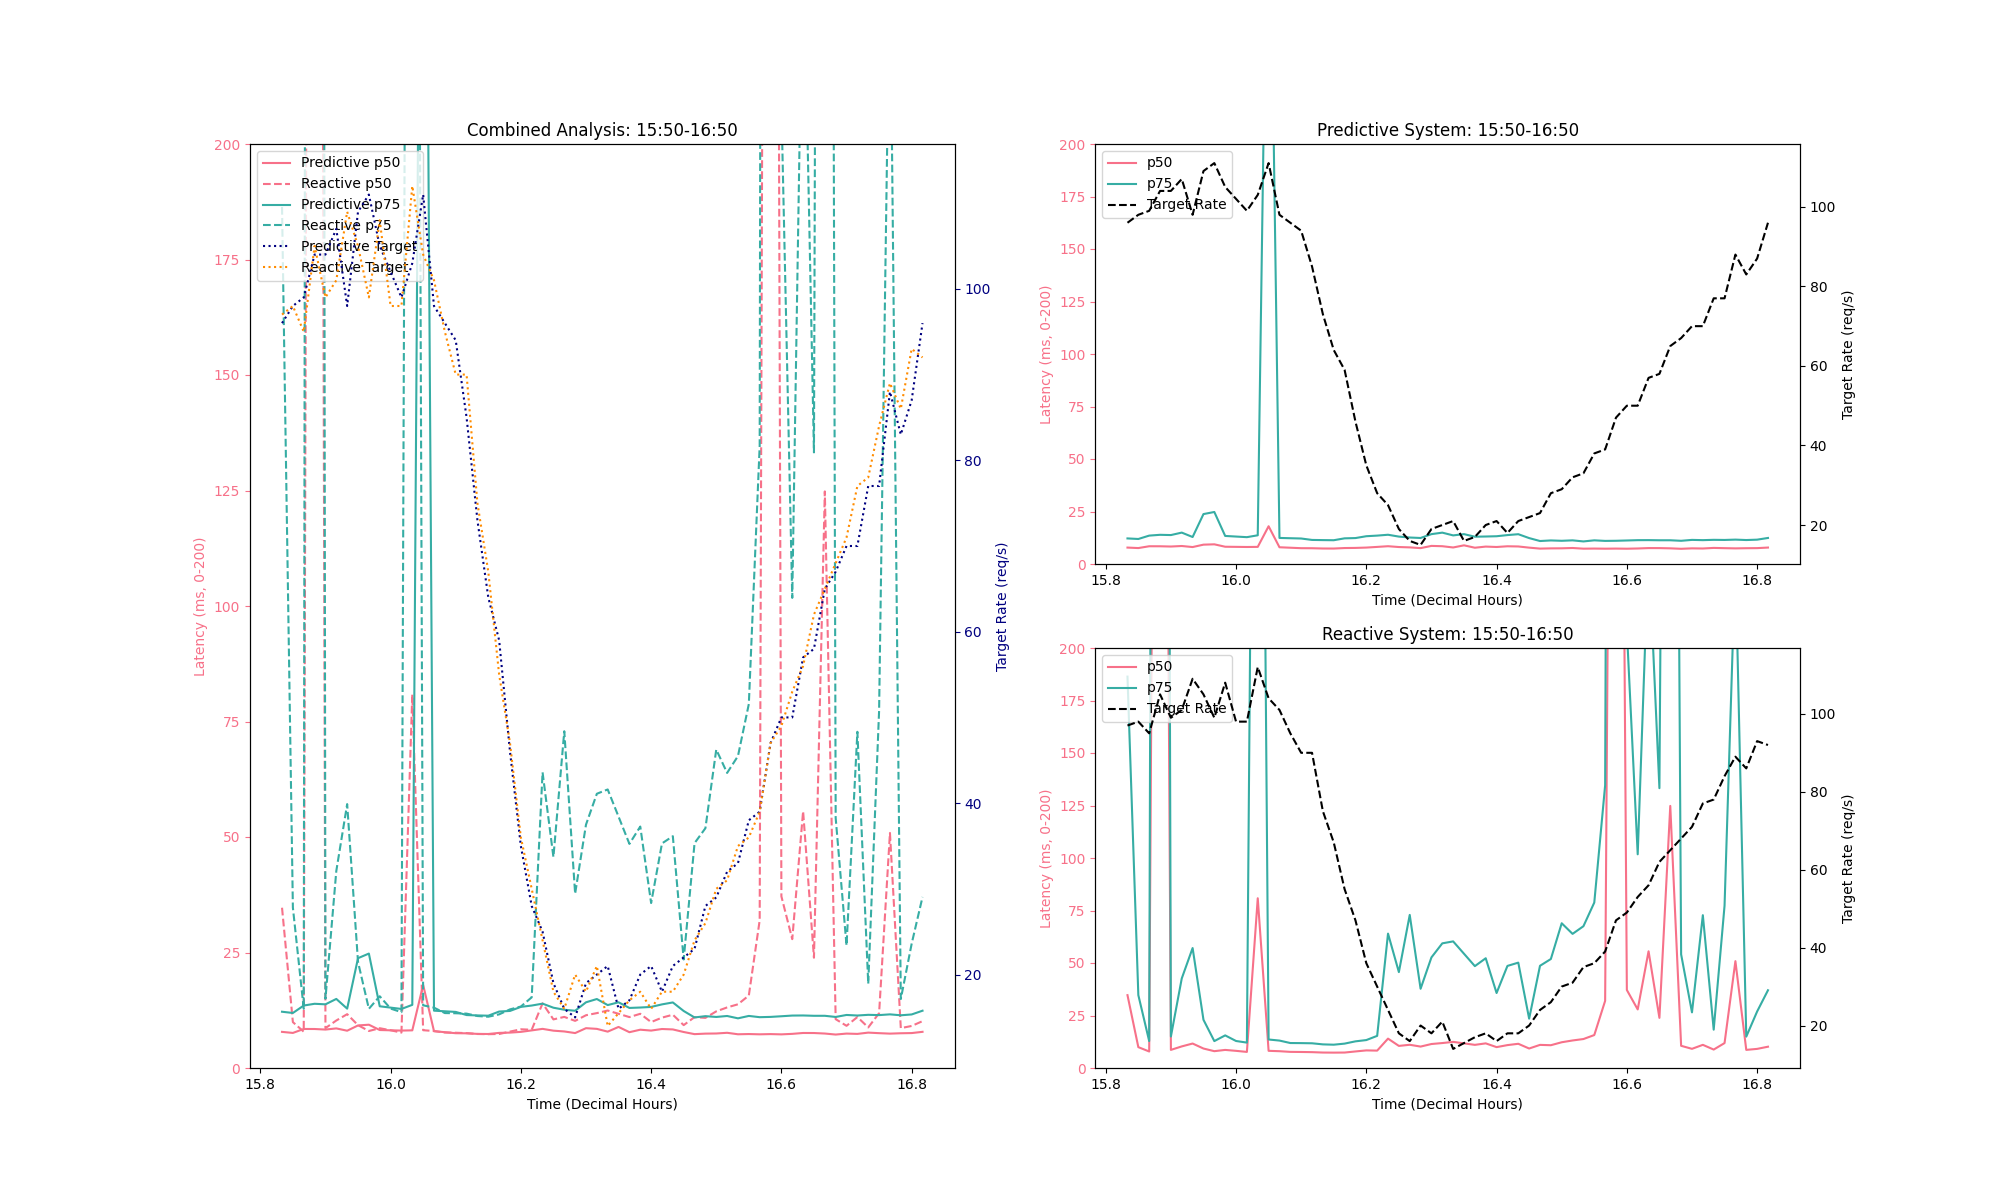 Combined Analysis: 15:50-16:50
Predictive p50
Reactive p50
Predictive p75
Reactive p75
Predictive Target
Reactive Target
200
175
150
125
100
75
50
25
0
Latency (ms, 0-200)
100
80
60
40
20
Target Rate (req/s)
15.8 16.0 16.2 16.4 16.6 16.8
Time (Decimal Hours)
Predictive System: 15:50-16:50
p50
p75
Target Rate
200
175
150
125
100
75
50
25
0
Latency (ms, 0-200)
100
80
60
40
20
Target Rate (req/s)
15.8 16.0 16.2 16.4 16.6 16.8
Time (Decimal Hours)
Reactive System: 15:50-16:50
p50
p75
Target Rate
200
175
150
125
100
75
50
25
0
Latency (ms, 0-200)
100
80
60
40
20
Target Rate (req/s)
15.8 16.0 16.2 16.4 16.6 16.8
Time (Decimal Hours)